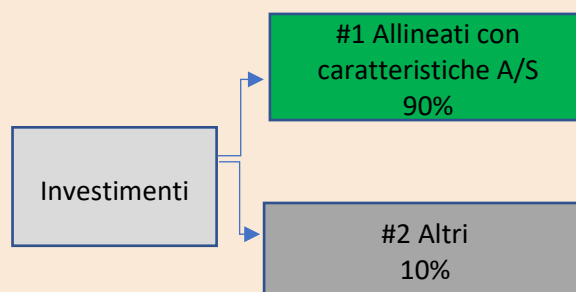 #1 Allineati con
caratteristiche A/S
90%
Investimenti
#2 Altri
10%